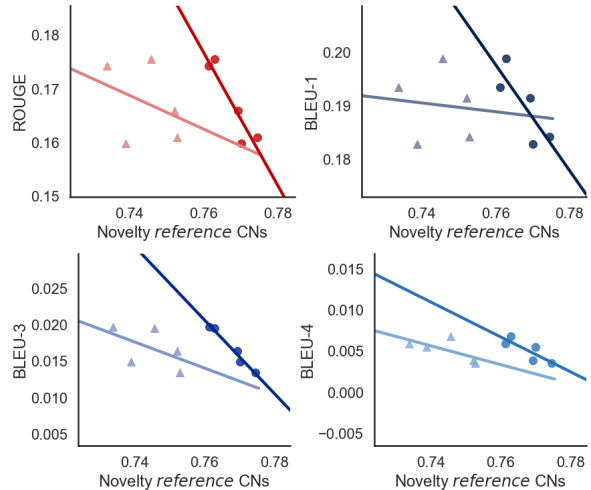 0.18
0.17
0.16
0.15
ROUGE
0.74 0.76 0.78
Novelty reference CNs
0.20
0.19
0.18
BLEU-1
0.74 0.76 0.78
Novelty reference CNs
0.025
0.020
0.015
0.010
0.005
BLEU-3
0.74 0.76 0.78
Novelty reference CNs
0.015
0.010
0.005
0.000
−0.005
BLEU-4
0.74 0.76 0.78
Novelty reference CNs